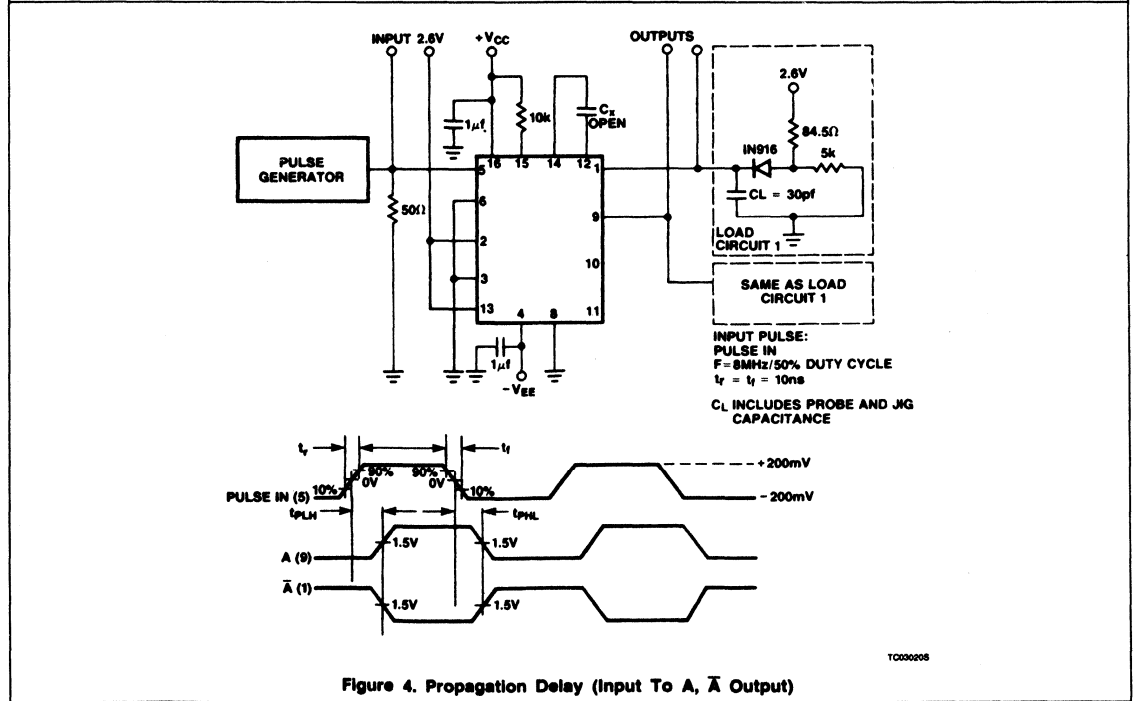 INPUT 2.6V +VCC OUTPUTS
2.6V
1μf
10k
Cx
OPEN
84.5Ω
IN916
5k
PULSE
GENERATOR
16 15 14 12
5
1
CL = 30pf
50Ω
6
9
2
LOAD
CIRCUIT 1
10
3
SAME AS LOAD
CIRCUIT 1
13
4 8
11
1μf
-VEE
INPUT PULSE:
PULSE IN
F=8MHz/50% DUTY CYCLE
tr = tf = 10ns
CL INCLUDES PROBE AND JIG
CAPACITANCE
tr
tf
90% 90%
+200mV
0V 0V
10% 10%
PULSE IN (5)
-200mV
tPLH
tPHL
1.5V 1.5V
A (9)
A̅ (1)
1.5V 1.5V
TC03020S
Figure 4. Propagation Delay (Input To A, A̅ Output)